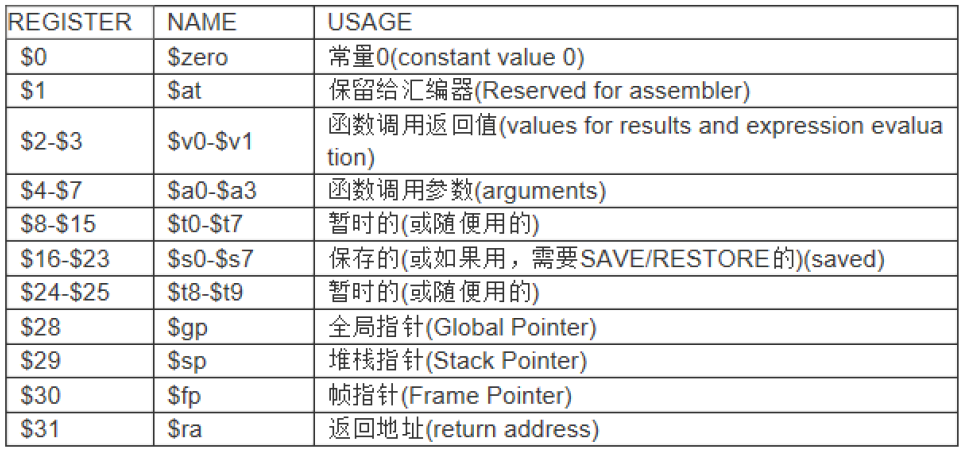 REGISTER NAME USAGE
$0 $zero 常量0(constant value 0)
$1 $at 保留给汇编器(Reserved for assembler)
$2-$3 $v0-$v1 函数调用返回值(values for results and expression evalua
tion)
$4-$7 $a0-$a3 函数调用参数(arguments)
$8-$15 $t0-$t7 暂时的(或随便用的)
$16-$23 $s0-$s7 保存的(或如果用，需要SAVE/RESTORE的)(saved)
$24-$25 $t8-$t9 暂时的(或随便用的)
$28 $gp 全局指针(Global Pointer)
$29 $sp 堆栈指针(Stack Pointer)
$30 $fp 帧指针(Frame Pointer)
$31 $ra 返回地址(return address)